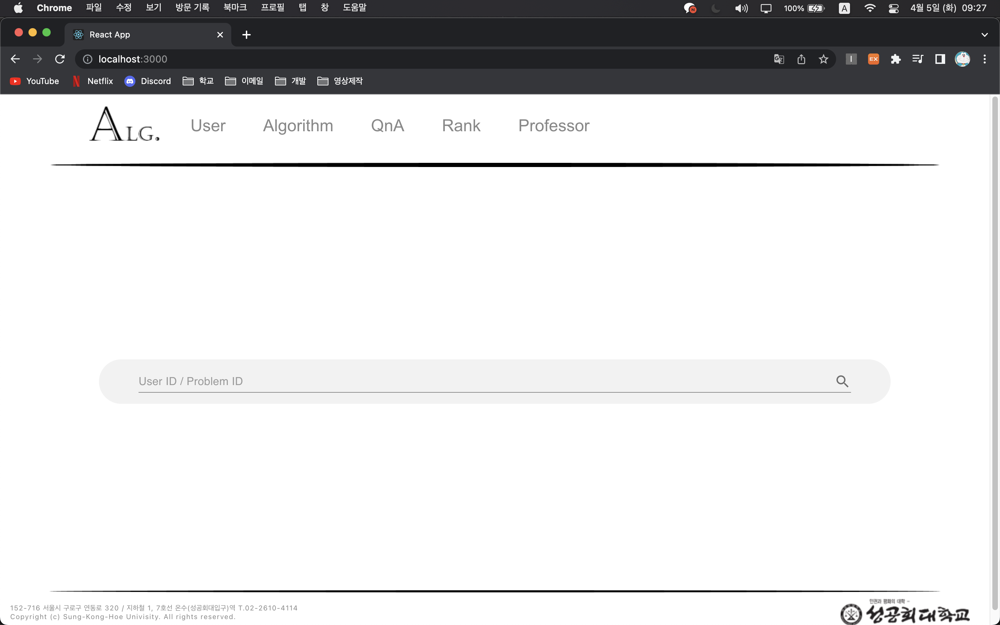 Chrome 파일 수정 보기 방문 기록 북마크 프로필 탭 창 도움말 100% A 4월 5일 (화) 09:27
React App
localhost:3000 EX
YouTube Netflix Discord 학교 이메일 개발 영상제작
ALG. User Algorithm QnA Rank Professor
User ID / Problem ID
인권과 평화의 대학 -
152-716 서울시 구로구 연동로 320 / 지하철 1, 7호선 온수(성공회대입구)역 T.02-2610-4114
성공회대학교
Copyright (c) Sung-Kong-Hoe Univisity. All rights reserved.